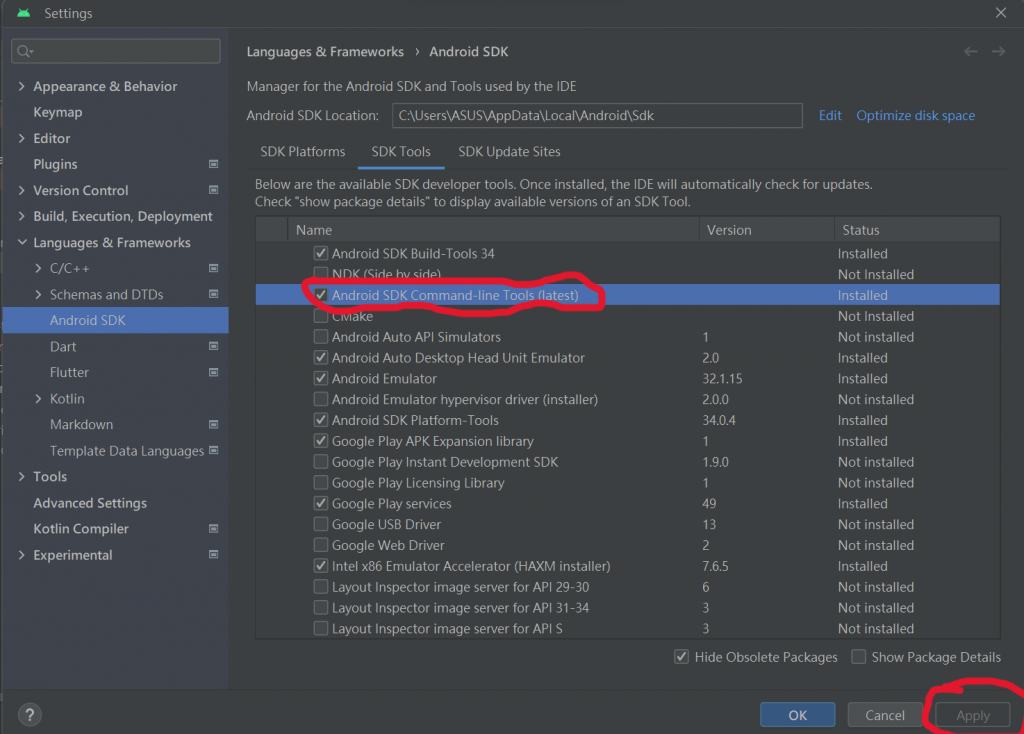 Settings
Languages & Frameworks › Android SDK
Manager for the Android SDK and Tools used by the IDE
Android SDK Location: C:\Users\ASUS\AppData\Local\Android\Sdk Edit Optimize disk space
Appearance & Behavior
Keymap
Editor
Plugins
Version Control
Build, Execution, Deployment
Languages & Frameworks
C/C++
Schemas and DTDs
Android SDK
Dart
Flutter
Kotlin
Markdown
Template Data Languages
Tools
Advanced Settings
Kotlin Compiler
Experimental
SDK Platforms SDK Tools SDK Update Sites
Below are the available SDK developer tools. Once installed, the IDE will automatically check for updates.
Check "show package details" to display available versions of an SDK Tool.
Name Version Status
Android SDK Build-Tools 34 Installed
NDK (Side by side) Not Installed
Android SDK Command-line Tools (latest) Installed
CMake Not Installed
Android Auto API Simulators 1 Not installed
Android Auto Desktop Head Unit Emulator 2.0 Installed
Android Emulator 32.1.15 Installed
Android Emulator hypervisor driver (installer) 2.0.0 Not installed
Android SDK Platform-Tools 34.0.4 Installed
Google Play APK Expansion library 1 Installed
Google Play Instant Development SDK 1.9.0 Not installed
Google Play Licensing Library 1 Not installed
Google Play services 49 Installed
Google USB Driver 13 Not installed
Google Web Driver 2 Not installed
Intel x86 Emulator Accelerator (HAXM installer) 7.6.5 Installed
Layout Inspector image server for API 29-30 6 Not installed
Layout Inspector image server for API 31-34 3 Not installed
Layout Inspector image server for API S 3 Not installed
Hide Obsolete Packages Show Package Details
? OK Cancel Apply